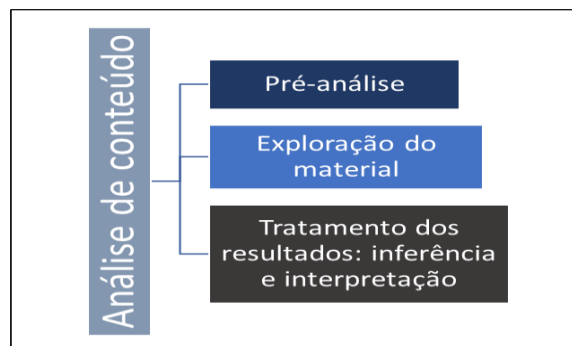 Análise de conteúdo
Pré-análise
Exploração do
material
Tratamento dos
resultados: inferência
e interpretação